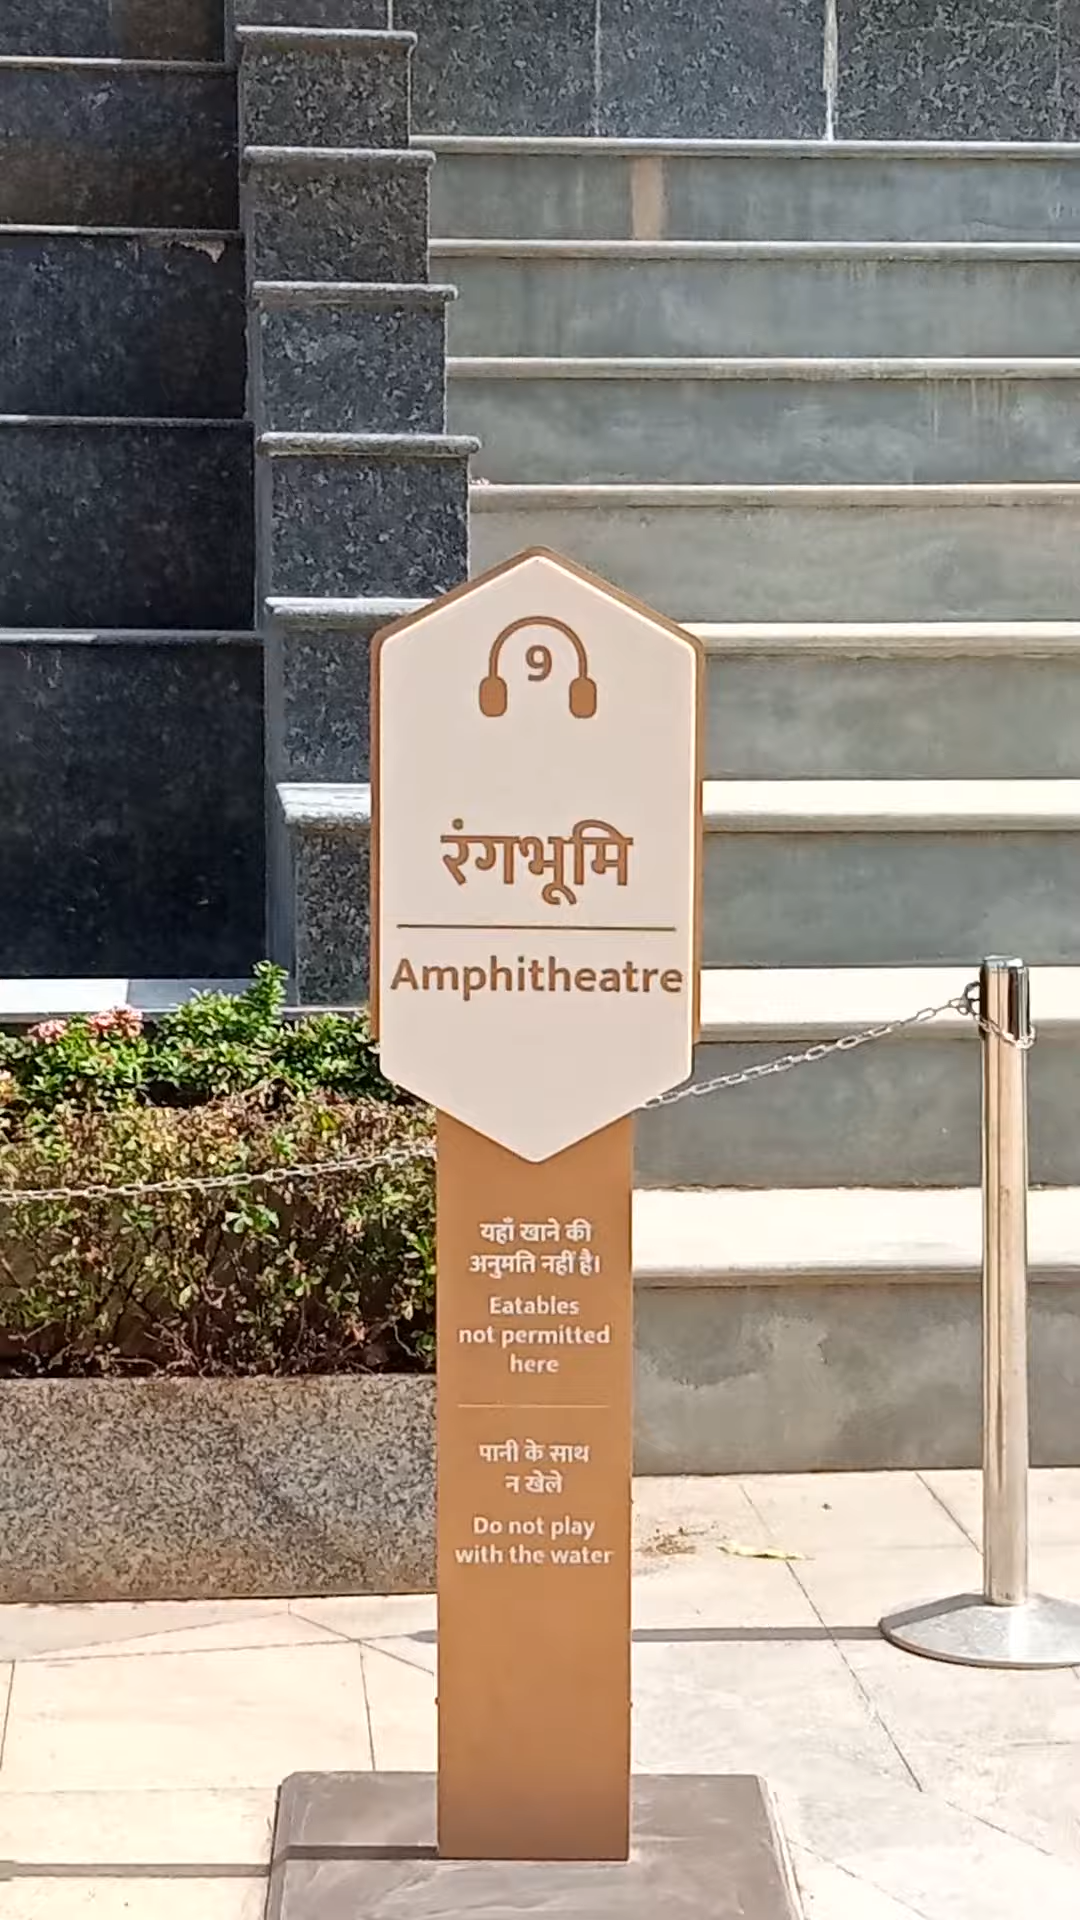 9
रंगभूमि
Amphitheatre
यहाँ खाने की
अनुमति नहीं है।
Eatables
not permitted
here
पानी के साथ
न खेले
Do not play
with the water